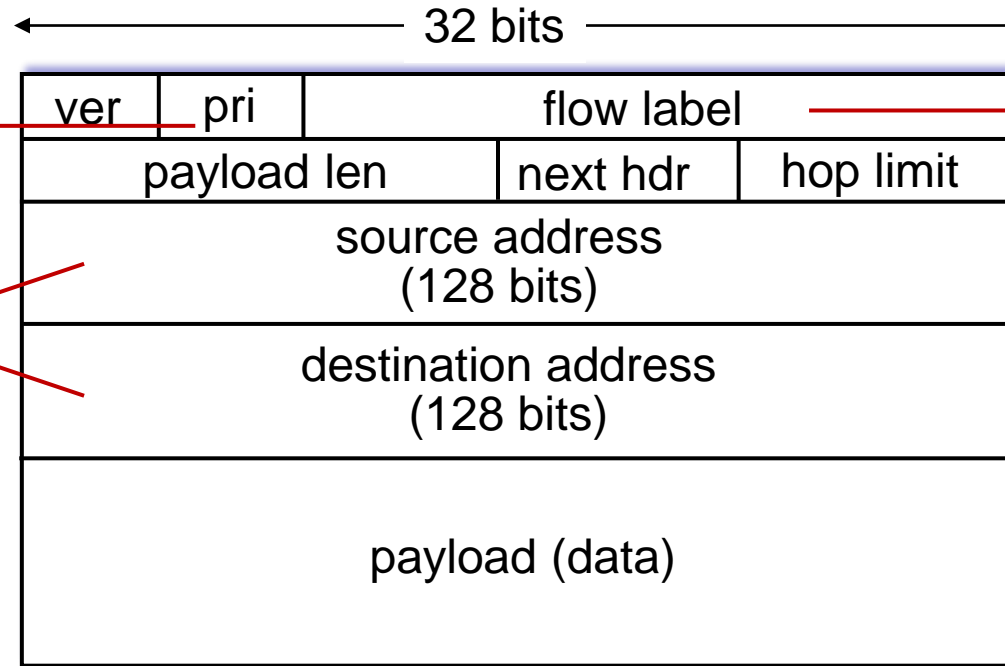 32 bits
ver pri flow label
payload len next hdr hop limit
source address
(128 bits)
destination address
(128 bits)
payload (data)